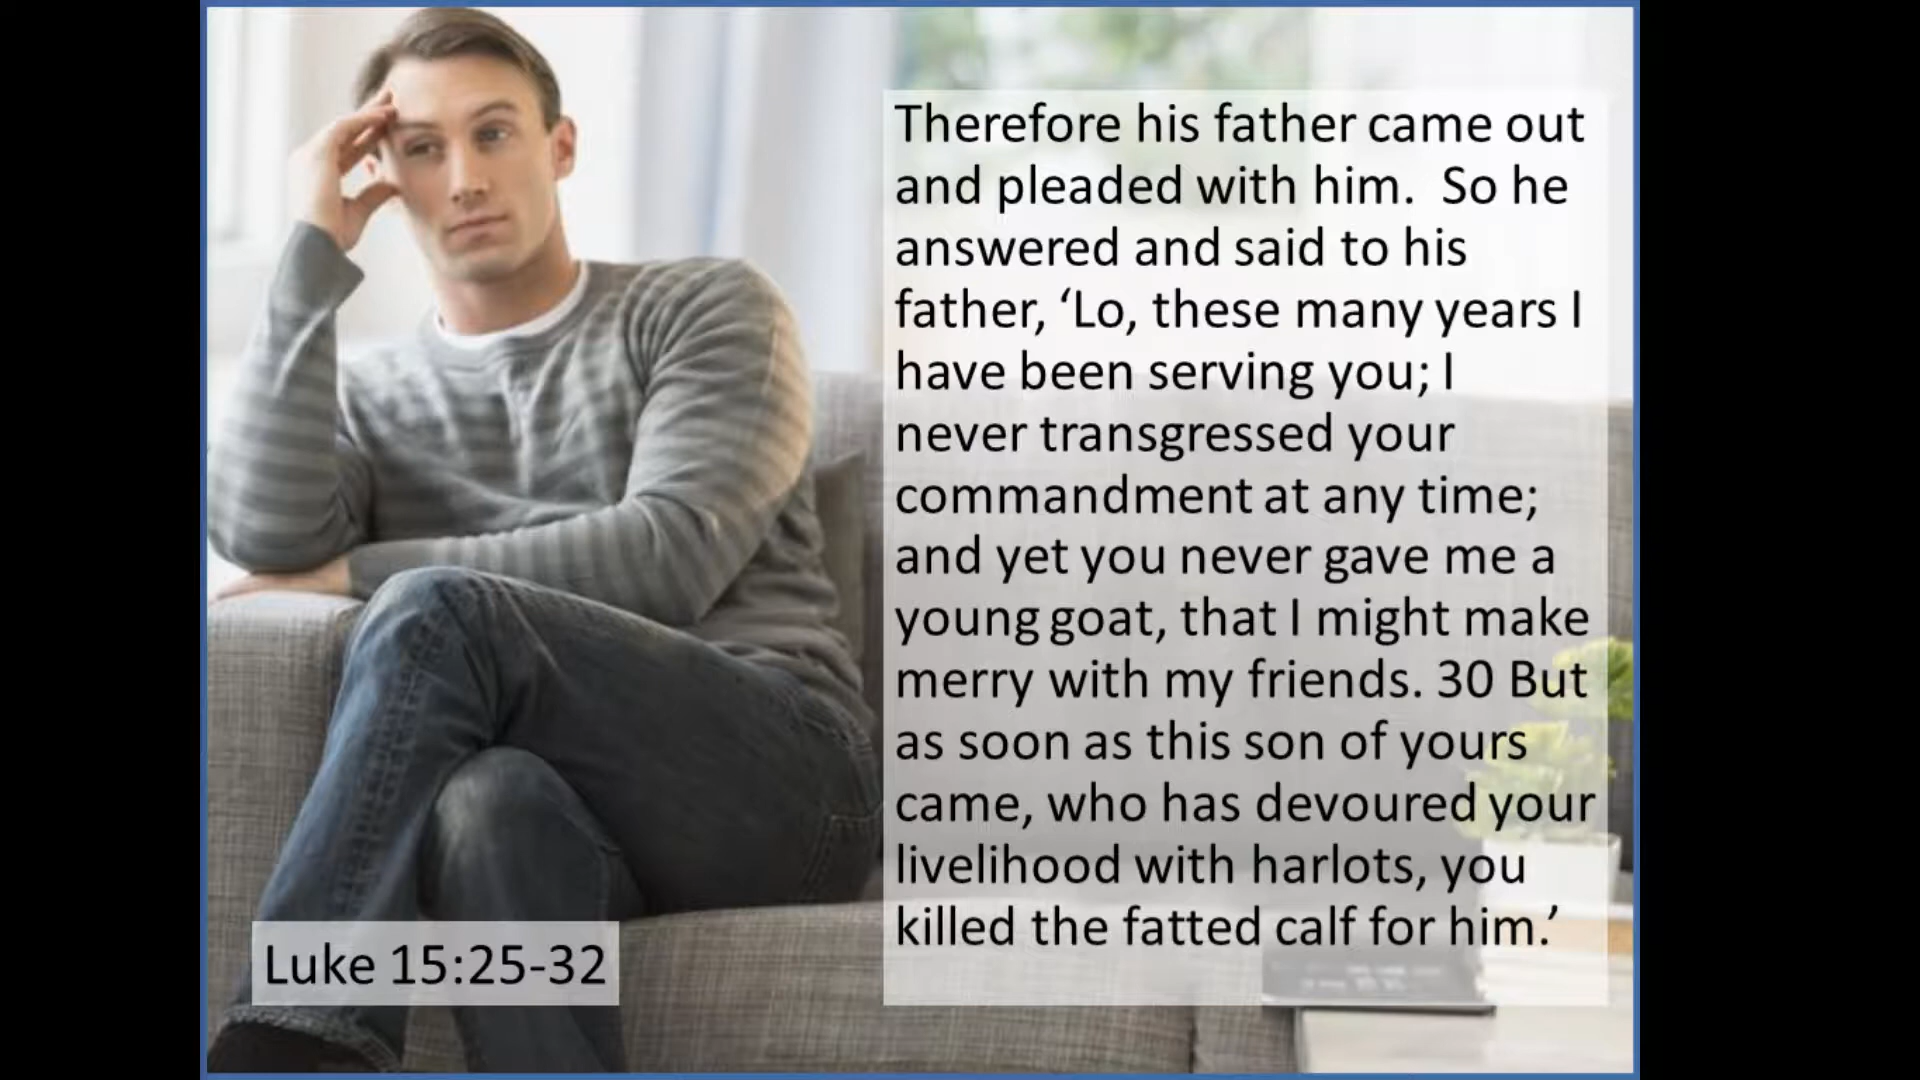 Therefore his father came out
and pleaded with him.  So he
answered and said to his
father, ‘Lo, these many years I
have been serving you; I
never transgressed your
commandment at any time;
and yet you never gave me a
young goat, that I might make
merry with my friends. 30 But
as soon as this son of yours
came, who has devoured your
livelihood with harlots, you
killed the fatted calf for him.’
Luke 15:25-32